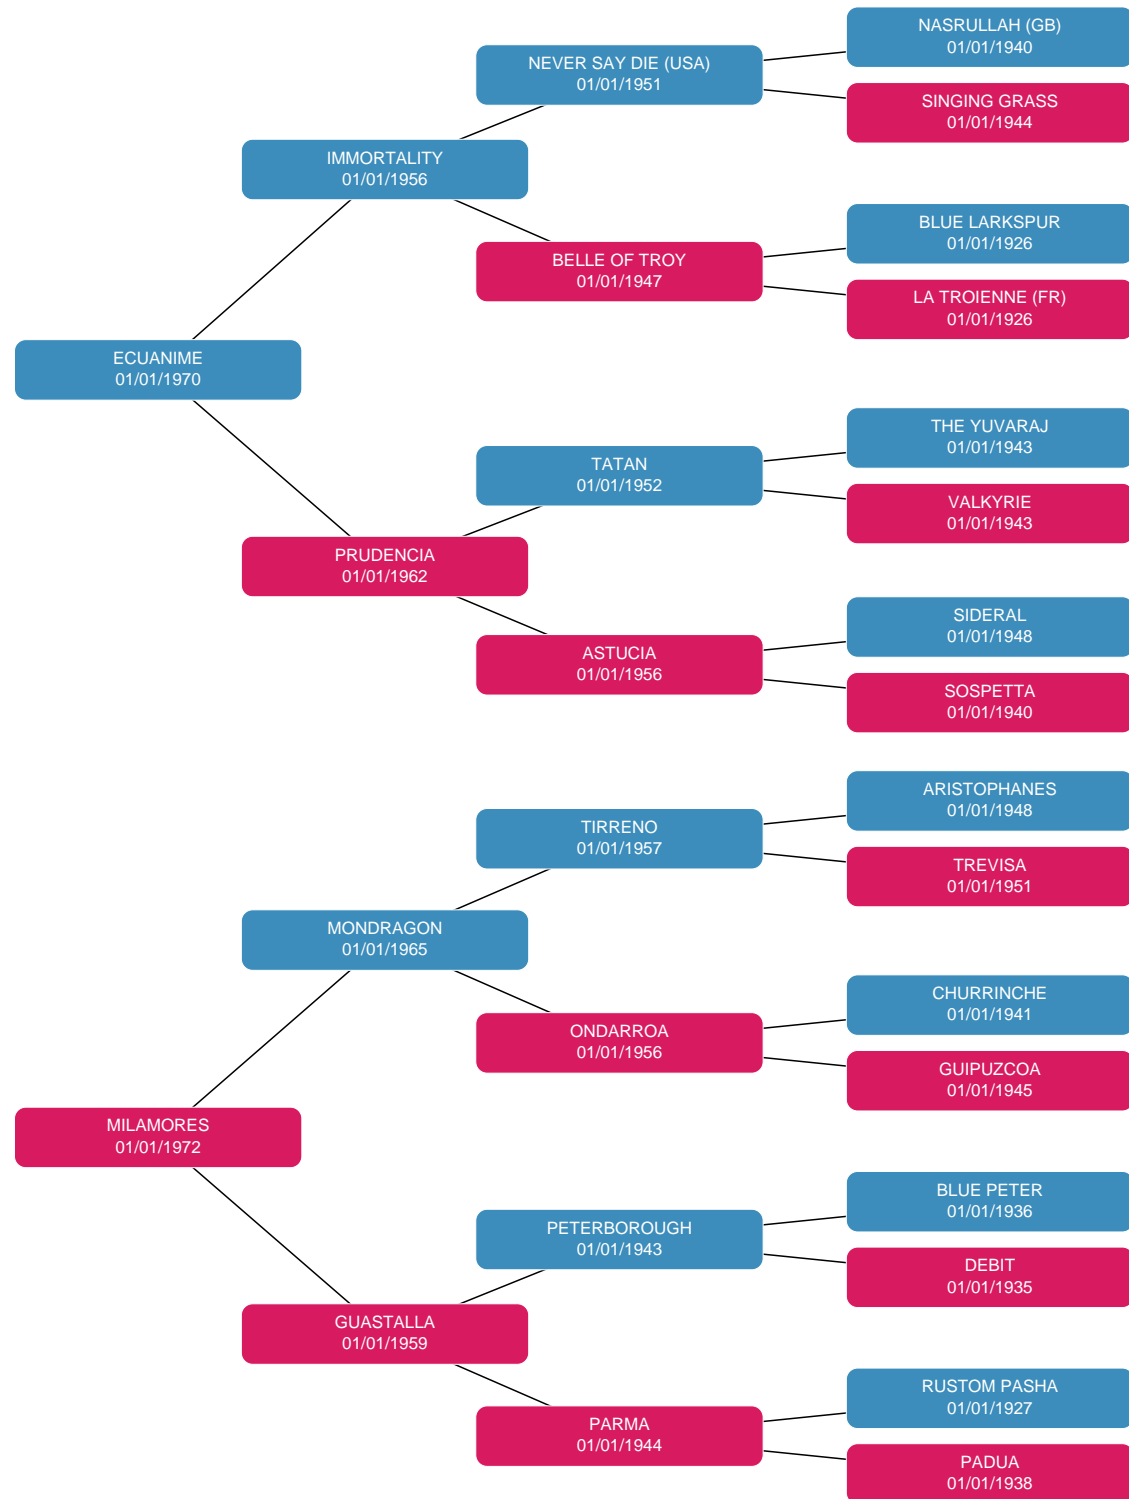 NASRULLAH (GB)
01/01/1940
NEVER SAY DIE (USA)
01/01/1951
SINGING GRASS
01/01/1944
IMMORTALITY
01/01/1956
BLUE LARKSPUR
01/01/1926
BELLE OF TROY
01/01/1947
LA TROIENNE (FR)
01/01/1926
ECUANIME
01/01/1970
THE YUVARAJ
01/01/1943
TATAN
01/01/1952
VALKYRIE
01/01/1943
PRUDENCIA
01/01/1962
SIDERAL
01/01/1948
ASTUCIA
01/01/1956
SOSPETTA
01/01/1940
ARISTOPHANES
01/01/1948
TIRRENO
01/01/1957
TREVISA
01/01/1951
MONDRAGON
01/01/1965
CHURRINCHE
01/01/1941
ONDARROA
01/01/1956
GUIPUZCOA
01/01/1945
MILAMORES
01/01/1972
BLUE PETER
01/01/1936
PETERBOROUGH
01/01/1943
DEBIT
01/01/1935
GUASTALLA
01/01/1959
RUSTOM PASHA
01/01/1927
PARMA
01/01/1944
PADUA
01/01/1938